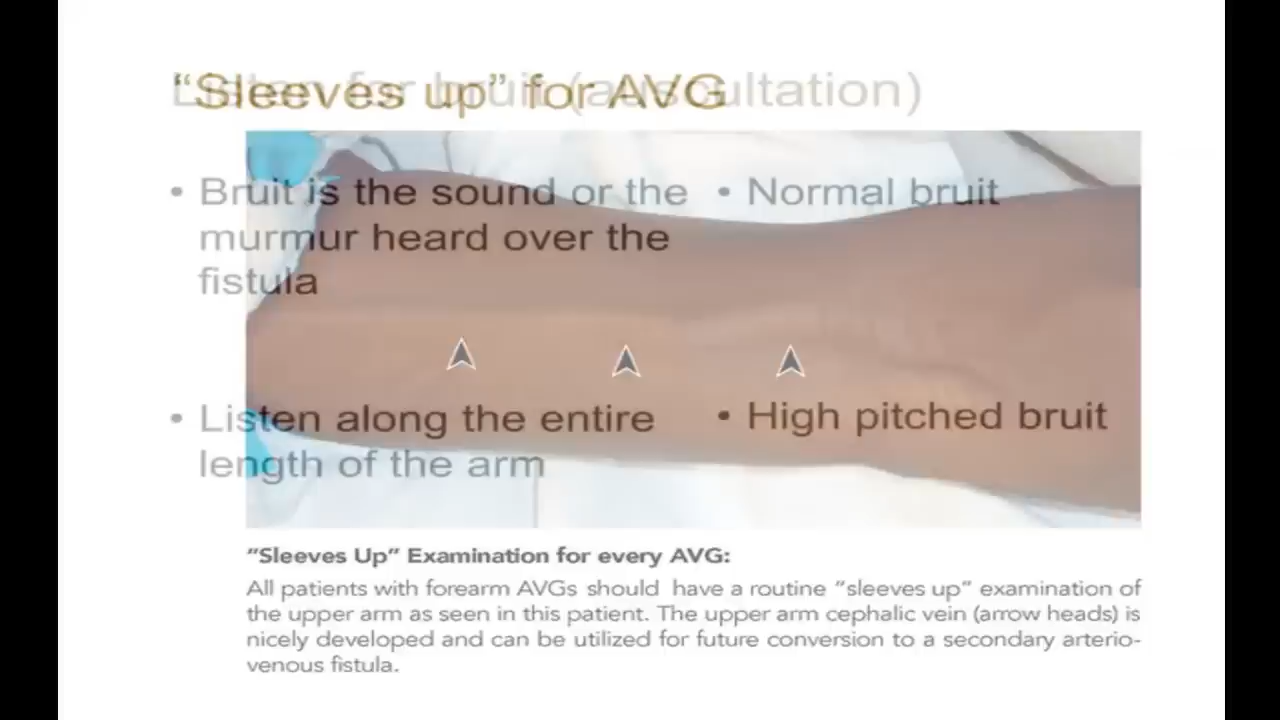 "Sleeves up" for AVG
Listen for bruit (auscultation)
• Bruit is the sound or the
murmur heard over the
fistula
• Listen along the entire
length of the arm
• Normal bruit
• High pitched bruit
"Sleeves Up" Examination for every AVG:
All patients with forearm AVGs should have a routine "sleeves up" examination of
the upper arm as seen in this patient. The upper arm cephalic vein (arrow heads) is
nicely developed and can be utilized for future conversion to a secondary arterio-
venous fistula.